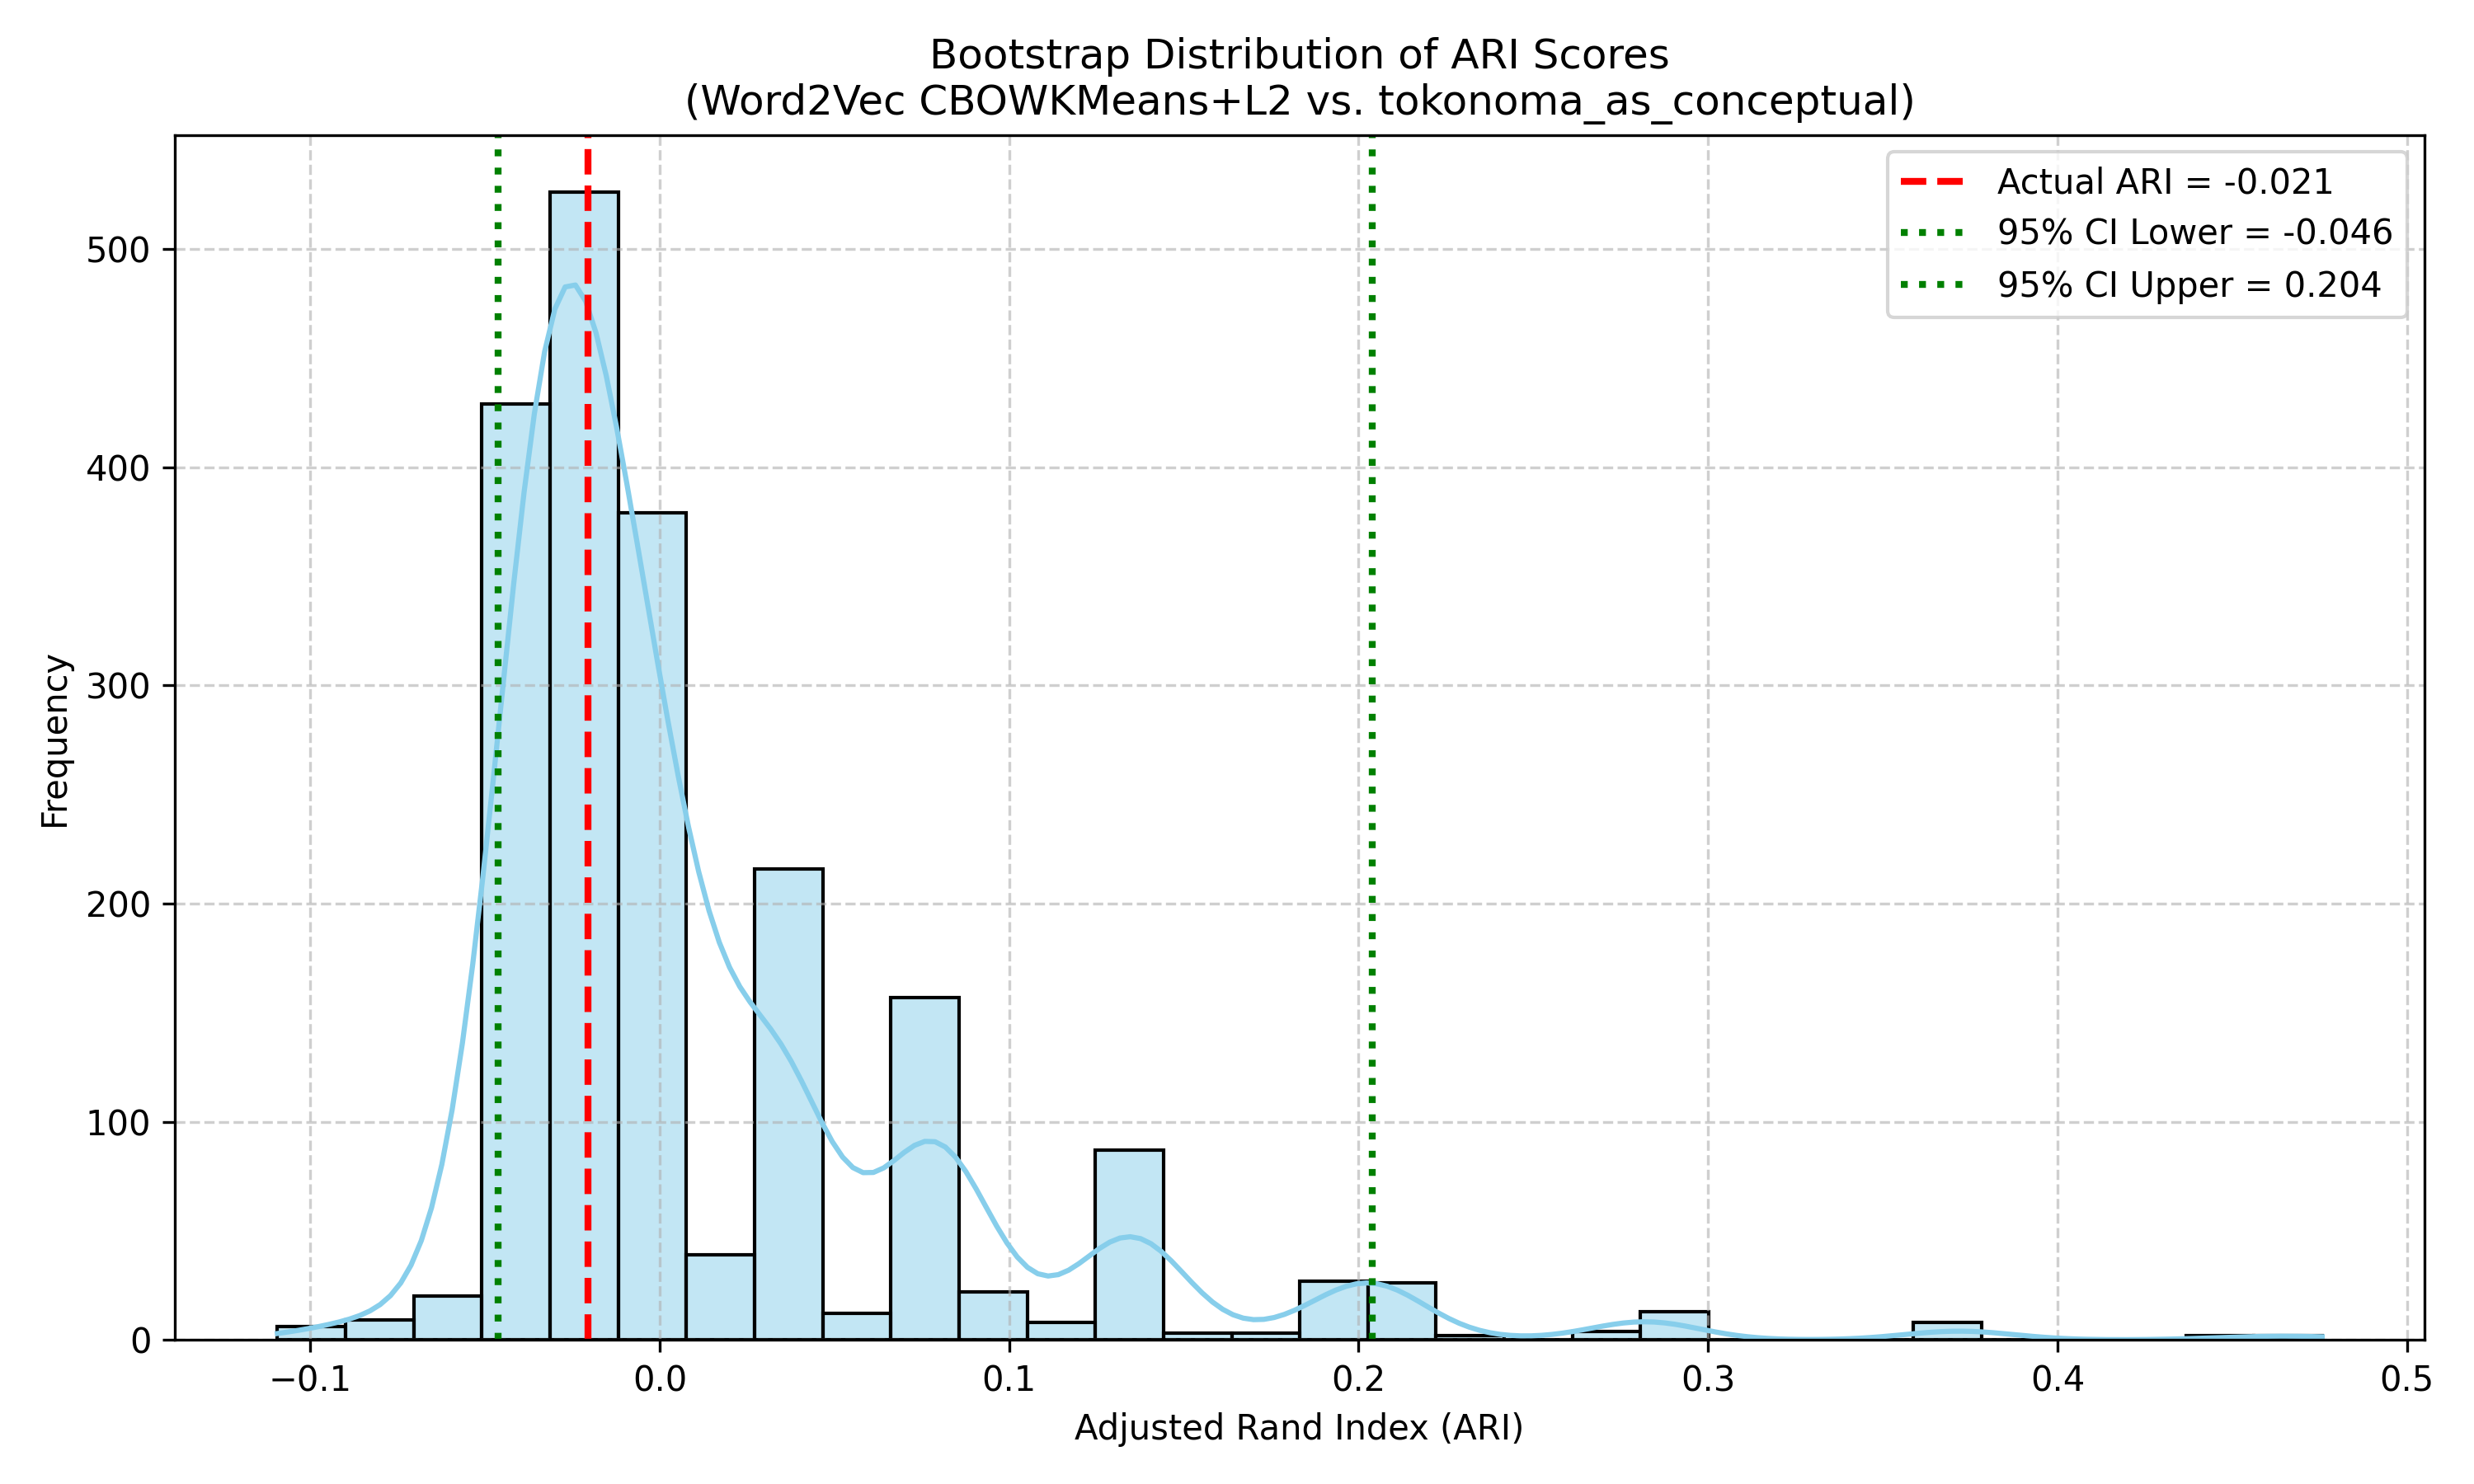 Bootstrap Distribution of ARI Scores
(Word2Vec CBOWKMeans+L2 vs. tokonoma_as_conceptual)
Actual ARI = -0.021
95% CI Lower = -0.046
95% CI Upper = 0.204
Frequency
500
400
300
200
100
0
−0.1 0.0 0.1 0.2 0.3 0.4 0.5
Adjusted Rand Index (ARI)